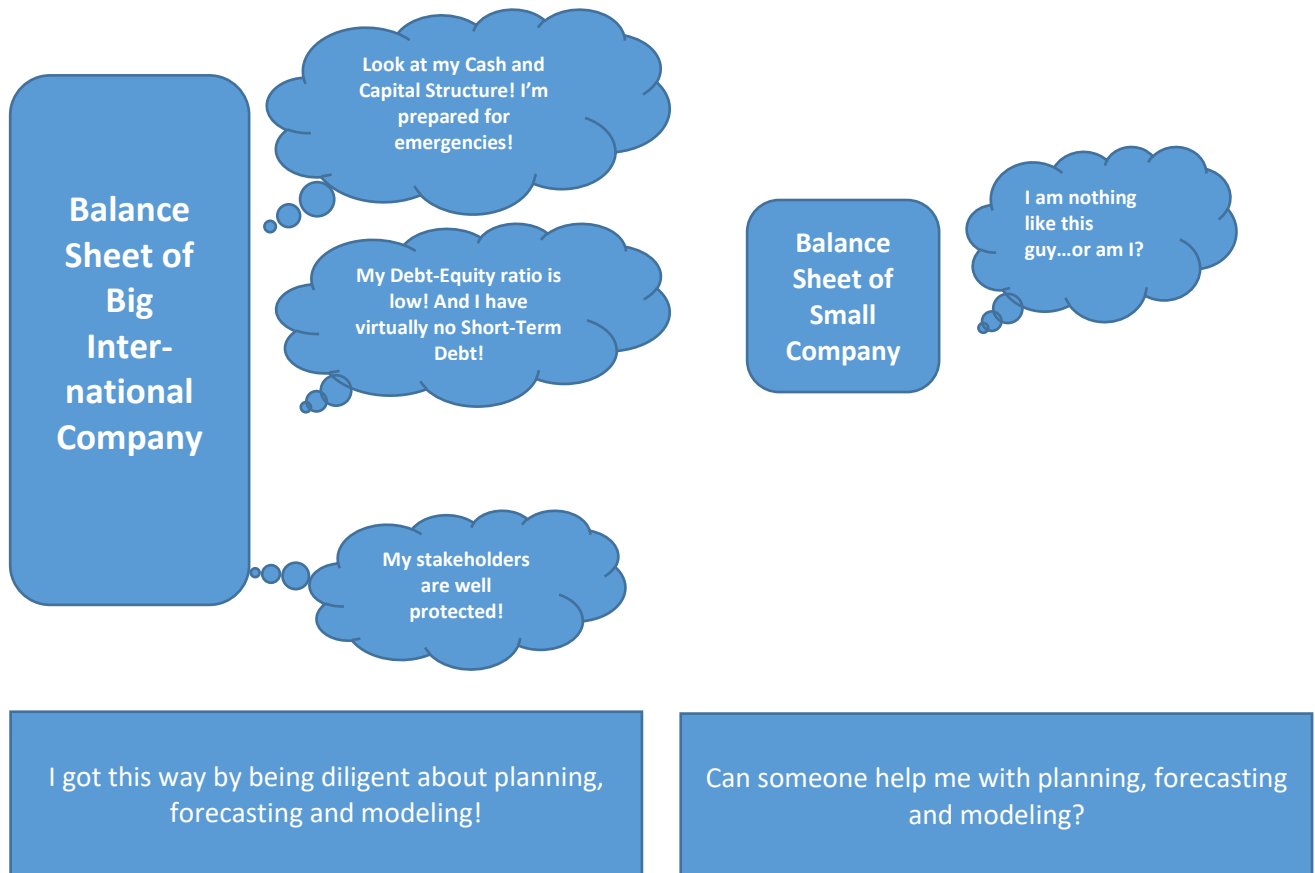 Look at my Cash and
Capital Structure! I’m
prepared for
emergencies!
Balance
Sheet of
Big
Inter-
national
Company
My Debt-Equity ratio is
low! And I have
virtually no Short-Term
Debt!
My stakeholders
are well
protected!
I am nothing
like this
guy…or am I?
Balance
Sheet of
Small
Company
I got this way by being diligent about planning,
forecasting and modeling!
Can someone help me with planning, forecasting
and modeling?